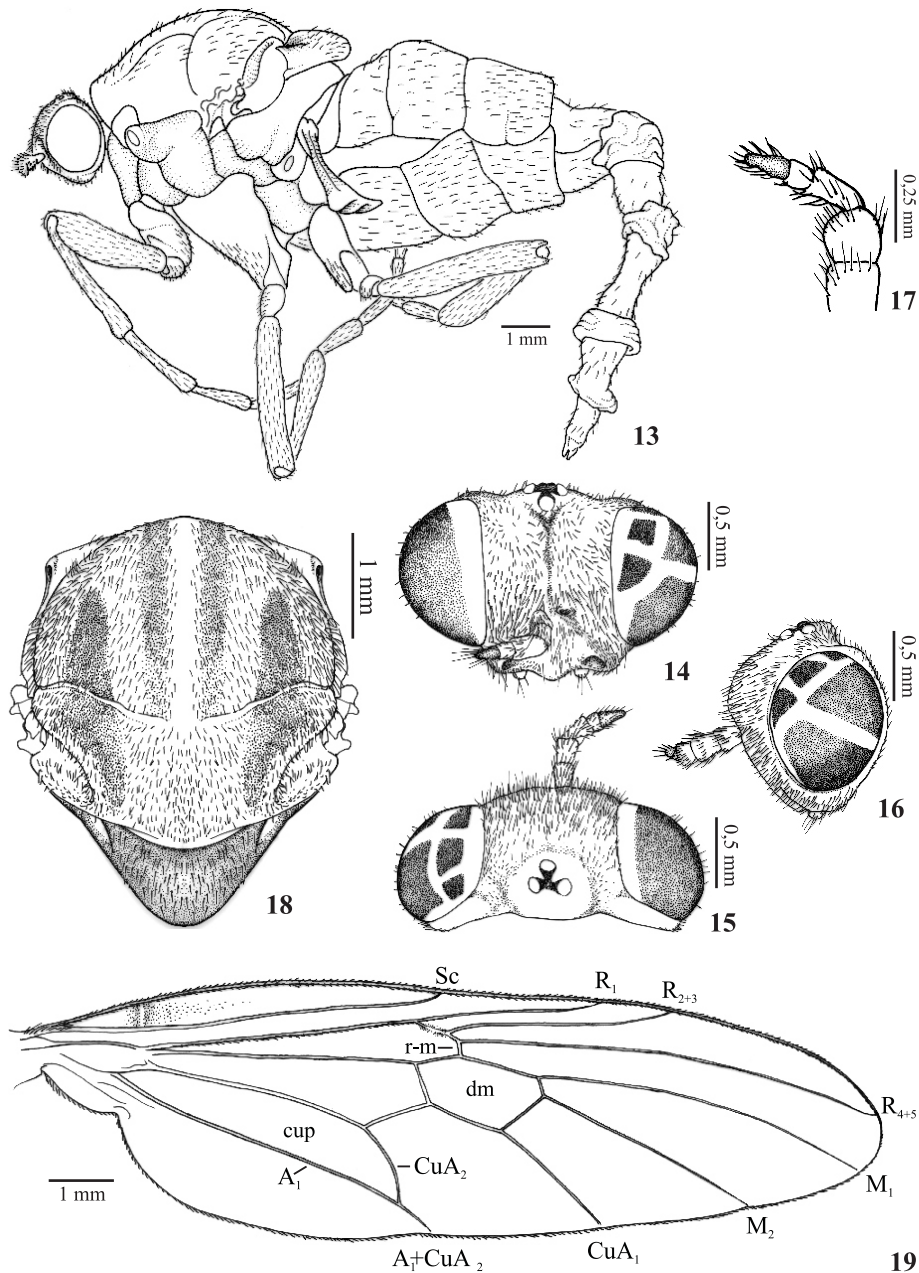 0,25 mm
17
1 mm
13
0,5 mm
14
1 mm
0,5 mm
16
0,5 mm
15
18
Sc
R₁
R₂₊₃
r-m
dm
R₄₊₅
cup
CuA₂
A₁
1 mm
M₁
M₂
CuA₁
A₁+CuA₂
19